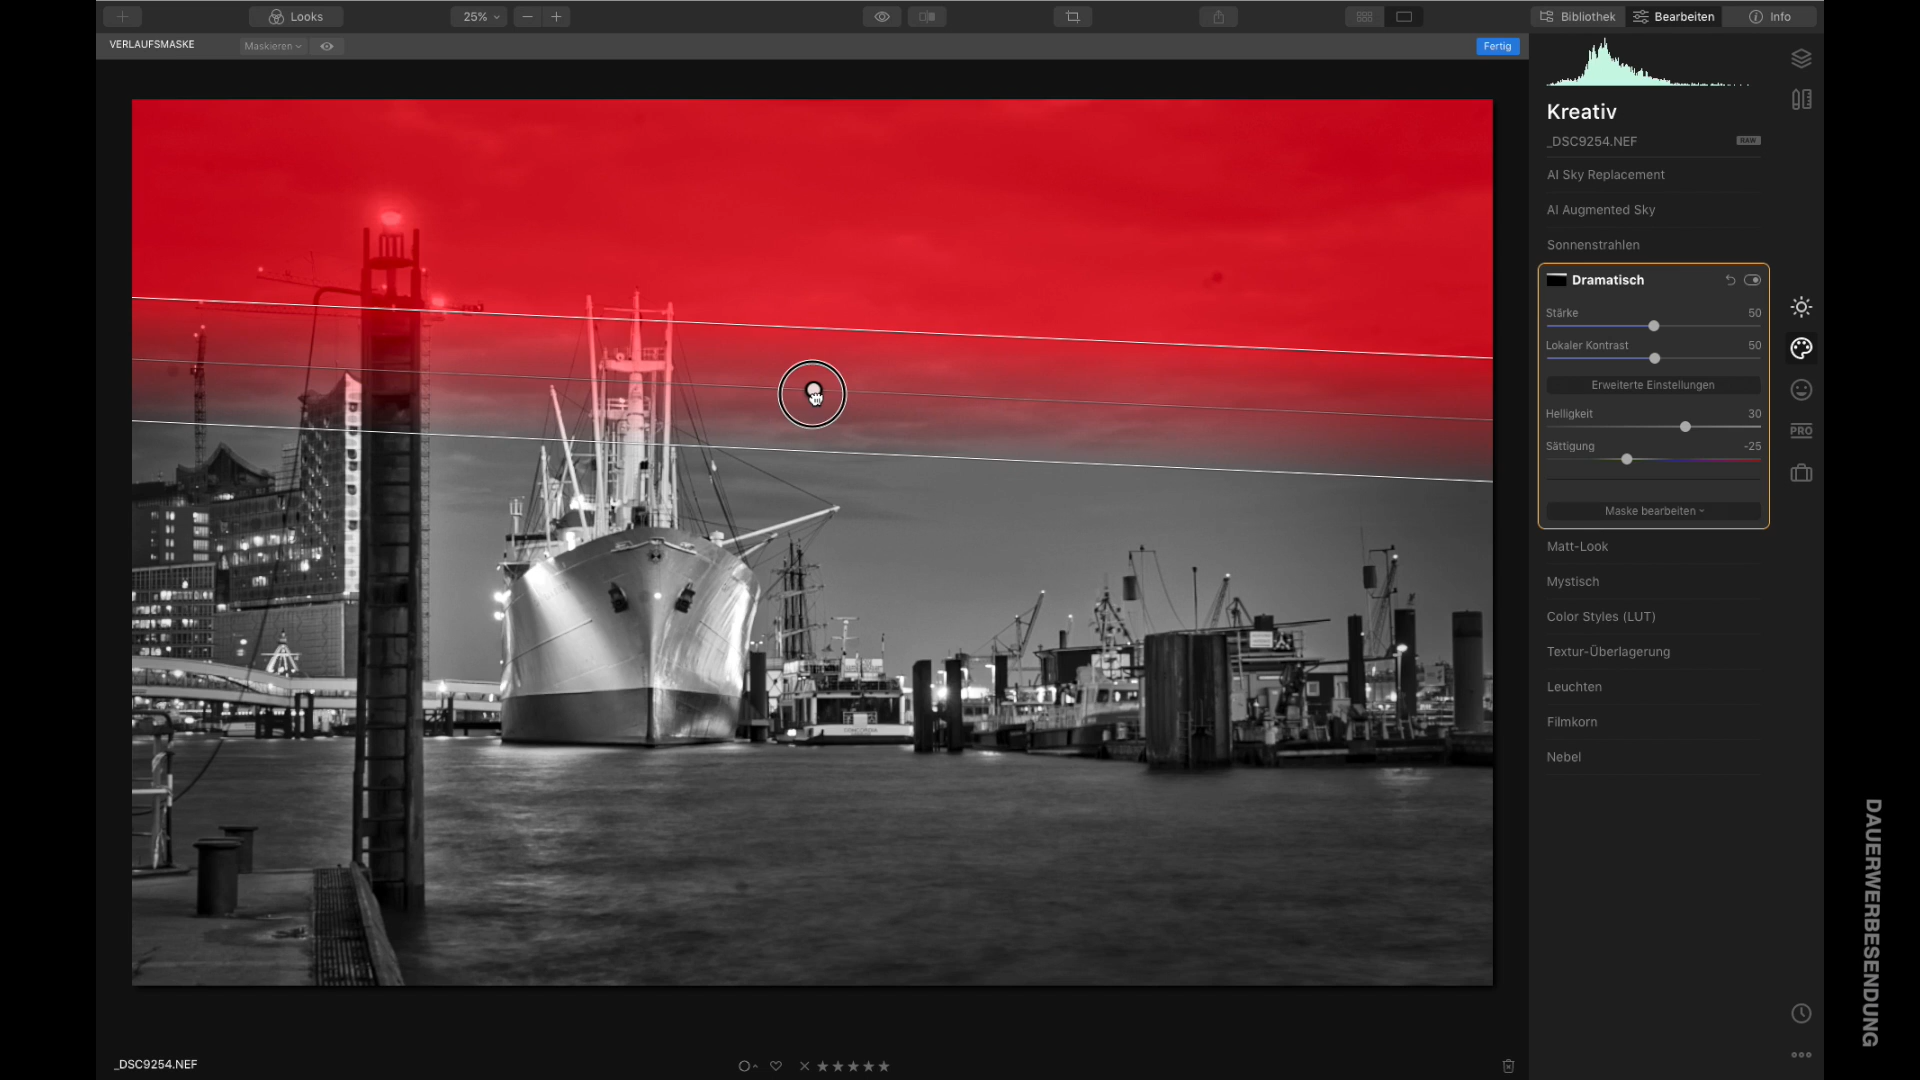 Looks
25%
Bibliothek
Bearbeiten
Info
VERLAUFSMASKE
Maskieren
Fertig
Kreativ
_DSC9254.NEF
RAW
AI Sky Replacement
AI Augmented Sky
Sonnenstrahlen
Dramatisch
Stärke 50
Lokaler Kontrast 50
Erweiterte Einstellungen
Helligkeit 30
Sättigung -25
Maske bearbeiten
Matt-Look
Mystisch
Color Styles (LUT)
Textur-Überlagerung
Leuchten
Filmkorn
Nebel
PRO
DAUERWERBESENDUNG
_DSC9254.NEF